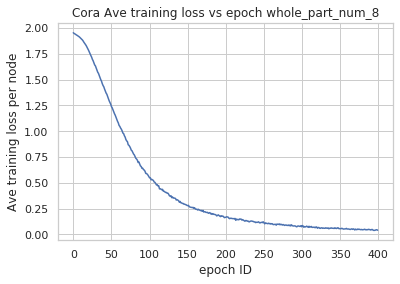 Cora Ave training loss vs epoch whole_part_num_8
Ave training loss per node
2.00
1.75
1.50
1.25
1.00
0.75
0.50
0.25
0.00
0 50 100 150 200 250 300 350 400
epoch ID